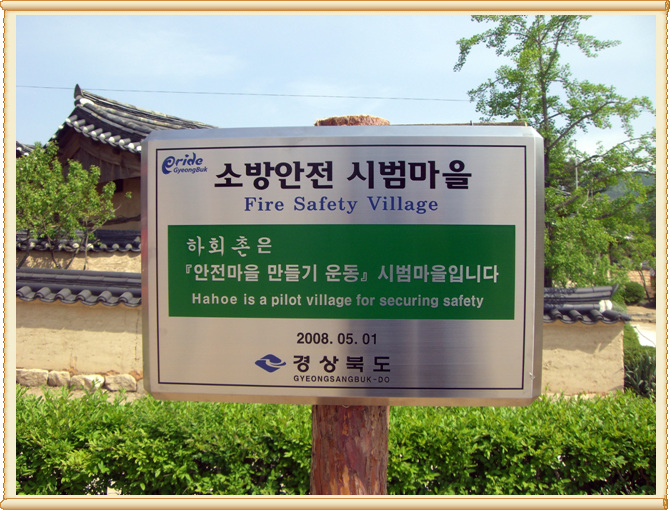 Pride
GyeongBuk
소방안전 시범마을
Fire Safety Village
하회촌은
『안전마을 만들기 운동』 시범마을입니다
Hahoe is a pilot village for securing safety
2008. 05. 01
경상북도
GYEONGSANGBUK-DO